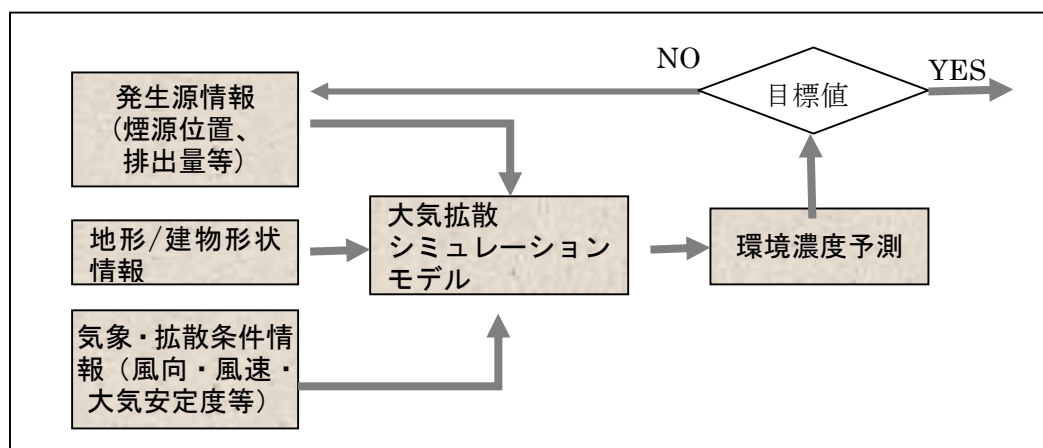 NO
YES
目標値
発生源情報
（煙源位置、
排出量等）
地形/建物形状
情報
大気拡散
シミュレーション
モデル
環境濃度予測
気象・拡散条件情
報（風向・風速・
大気安定度等）